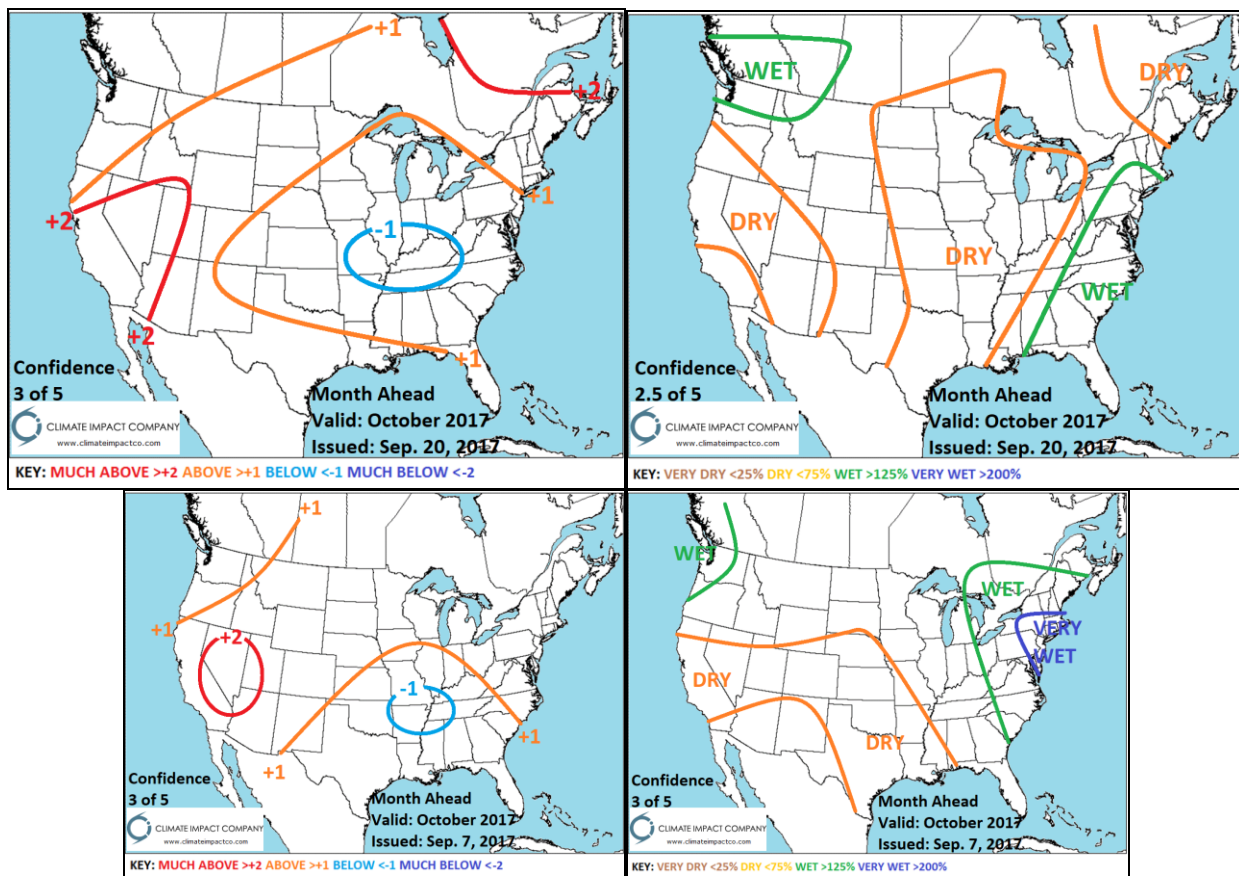 +1
+2
+2
+1
-1
+2
+1
Confidence
3 of 5
CLIMATE IMPACT COMPANY
www.climateimpactco.com
Month Ahead
Valid: October 2017
Issued: Sep. 20, 2017
KEY: MUCH ABOVE >+2 ABOVE >+1 BELOW <-1 MUCH BELOW <-2
WET
DRY
DRY
DRY
WET
Confidence
2.5 of 5
CLIMATE IMPACT COMPANY
www.climateimpactco.com
Month Ahead
Valid: October 2017
Issued: Sep. 20, 2017
KEY: VERY DRY <25% DRY <75% WET >125% VERY WET >200%
+1
+1
+2
-1
+1
+1
Confidence
3 of 5
CLIMATE IMPACT COMPANY
www.climateimpactco.com
Month Ahead
Valid: October 2017
Issued: Sep. 7, 2017
KEY: MUCH ABOVE >+2 ABOVE >+1 BELOW <-1 MUCH BELOW <-2
WET
WET
VERY
WET
DRY
DRY
Confidence
3 of 5
CLIMATE IMPACT COMPANY
www.climateimpactco.com
Month Ahead
Valid: October 2017
Issued: Sep. 7, 2017
KEY: VERY DRY <25% DRY <75% WET >125% VERY WET >200%